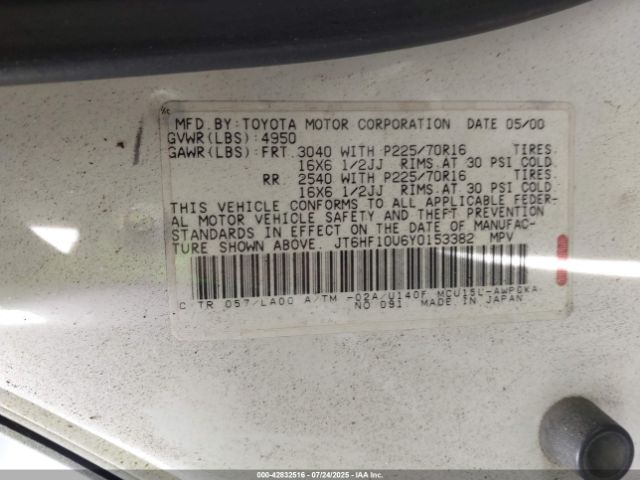 MFD.BY:TOYOTA MOTOR CORPORATION DATE 05/00
GVWR(LBS):4950
GAWR(LBS):FRT 3040 WITH P225/70R16 TIRES
16X6 1/2JJ RIMS.AT 30 PSI COLD.
RR 2540 WITH P225/70R16 TIRES
16X6 1/2JJ RIMS.AT 30 PSI COLD.
THIS VEHICLE CONFORMS TO ALL APPLICABLE FEDER-
AL MOTOR VEHICLE SAFETY AND THEFT PREVENTION
STANDARDS IN EFFECT ON THE DATE OF MANUFAC-
TURE SHOWN ABOVE. JT6HF10U6Y0153382 MPV
C/TR 057/LA00 A/TM -02A/U140F MCU15L-AWPGKA
NO 091 MADE IN JAPAN
000-42832516 - 07/24/2025 - IAAI.COM